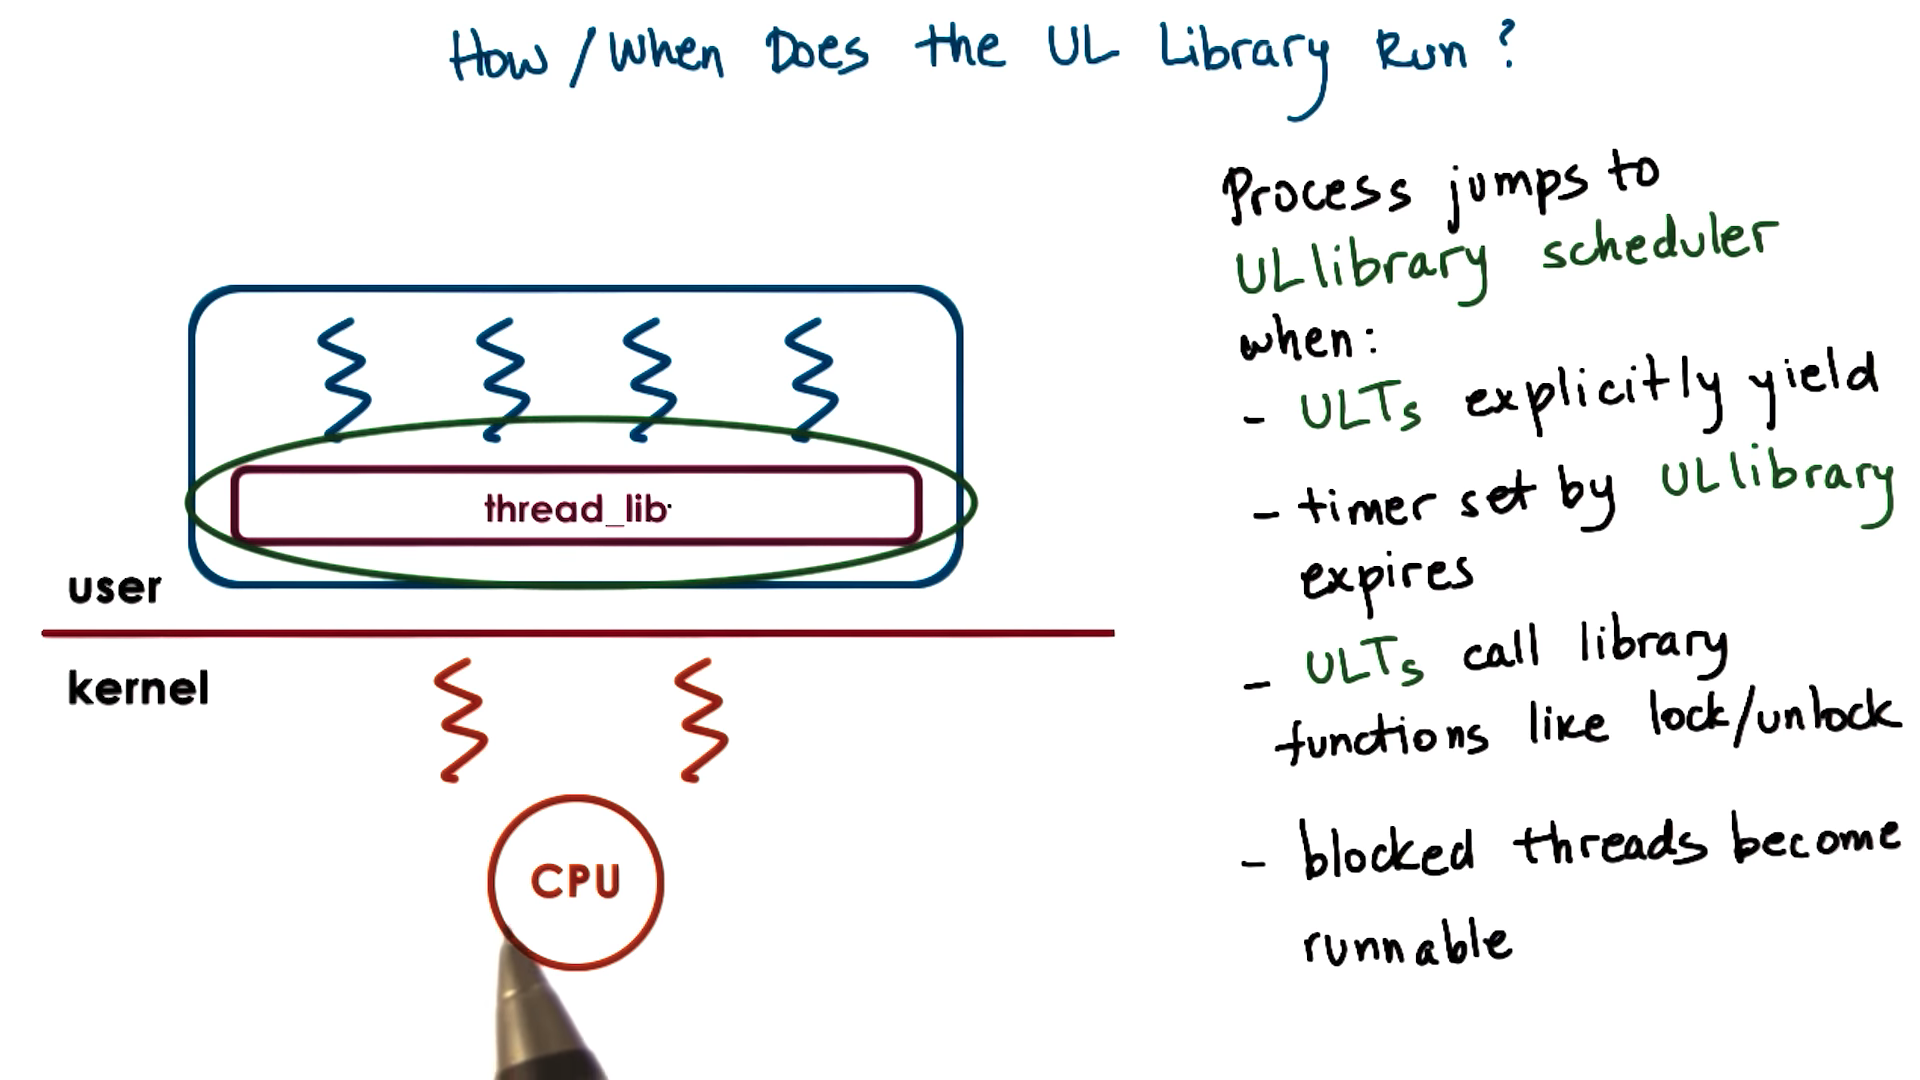 How / When Does the UL Library Run ?
Process jumps to
UL library scheduler
when:
- ULTs explicitly yield
- timer set by UL library
expires
- ULTs call library
functions like lock/unlock
- blocked threads become
runnable
thread_lib
user
kernel
CPU